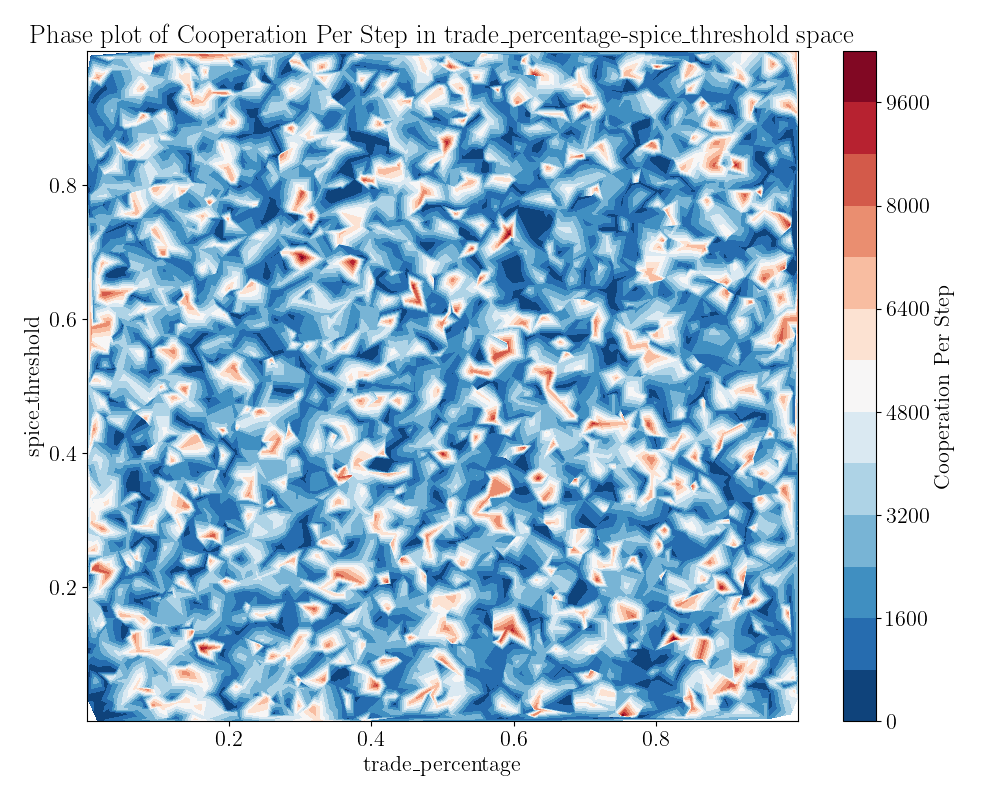 Phase plot of Cooperation Per Step in trade_percentage-spice_threshold space
spice_threshold
0.8
0.6
0.4
0.2
0.2 0.4 0.6 0.8
trade_percentage
9600
8000
6400
4800
3200
1600
0
Cooperation Per Step